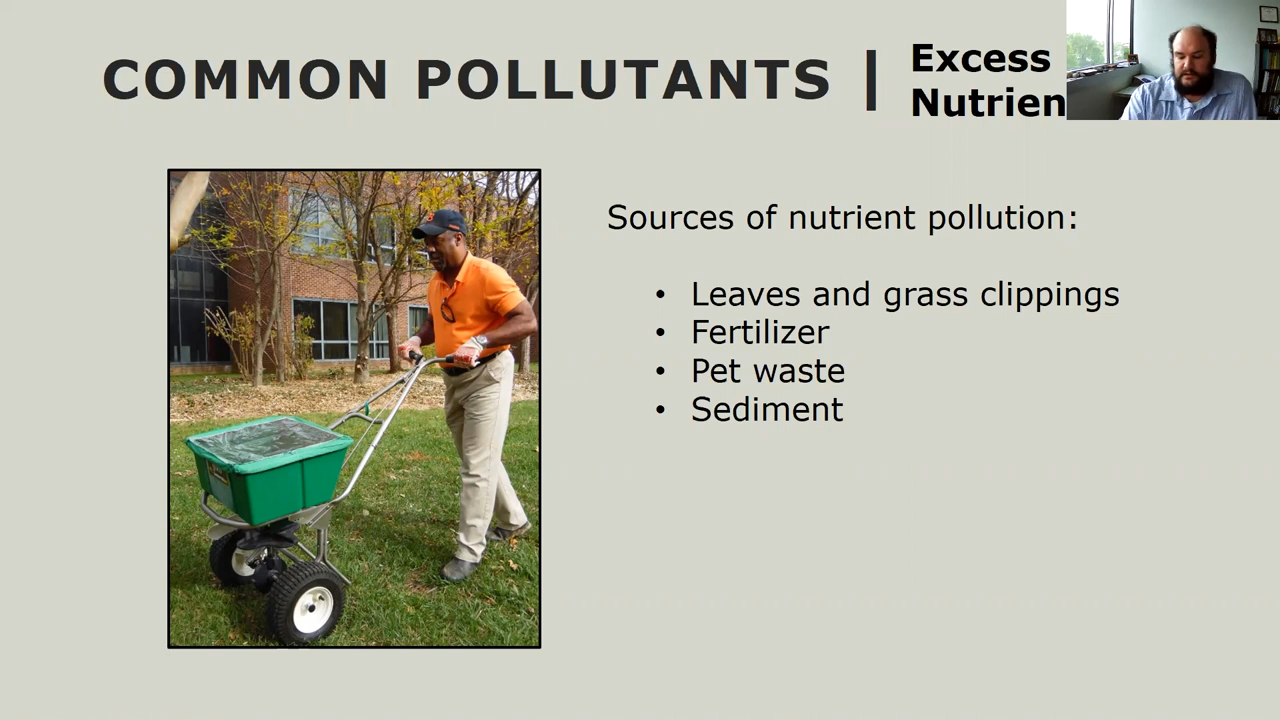 COMMON POLLUTANTS |
Excess
Nutrien
Sources of nutrient pollution:
• Leaves and grass clippings
• Fertilizer
• Pet waste
• Sediment